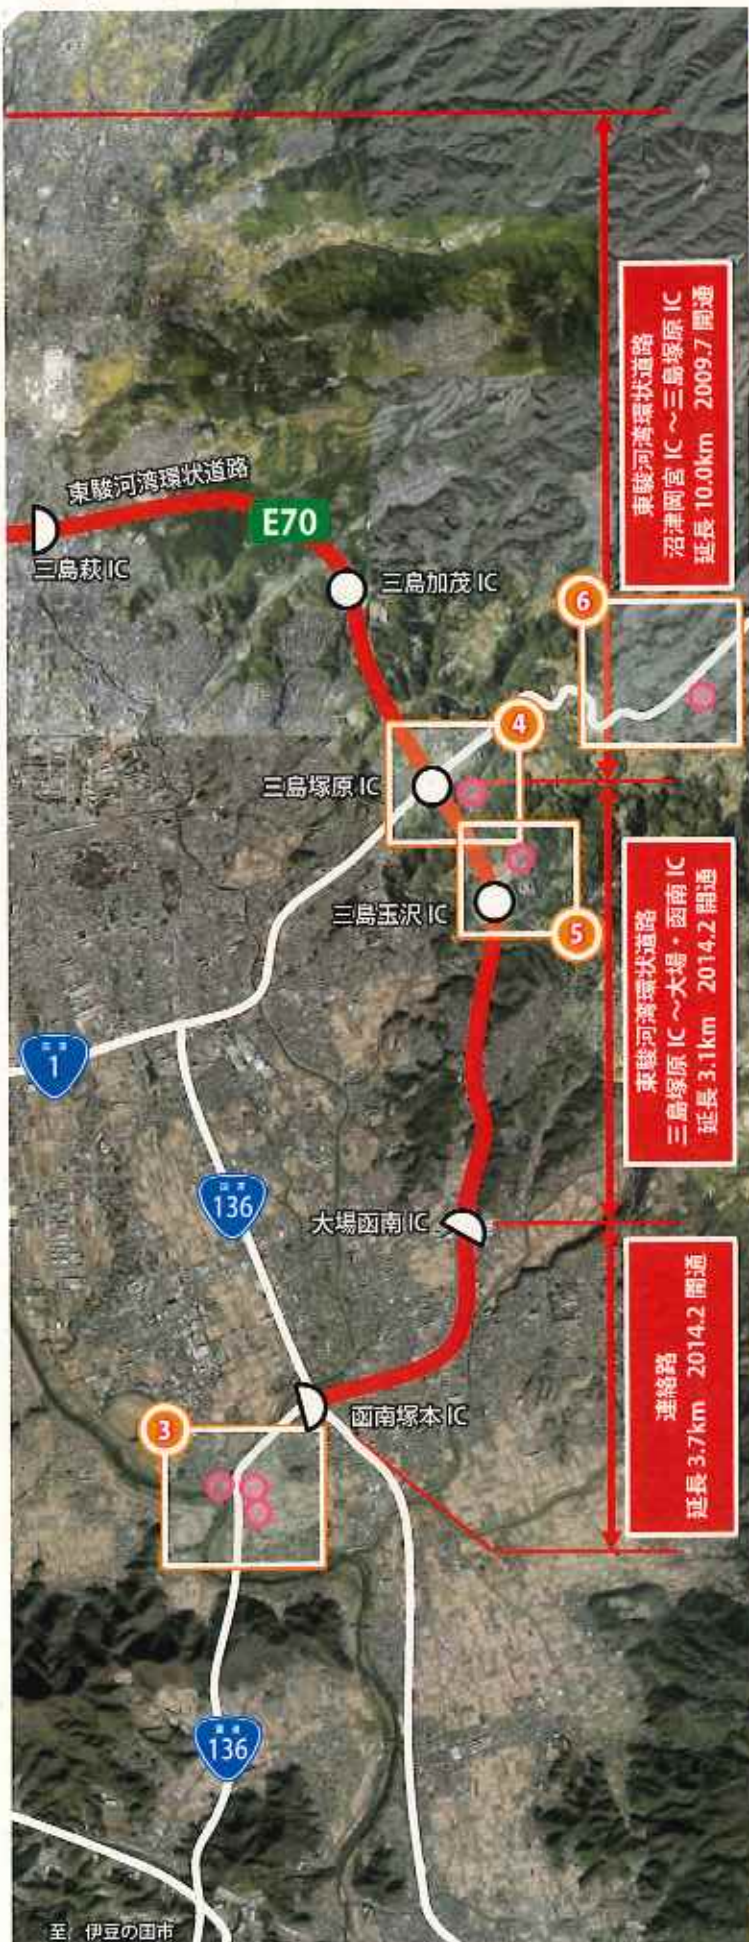 東駿河湾環状道路
沼津岡宮 IC ～三島塚原 IC
延長 10.0km 2009.7 開通
東駿河湾環状道路
E70
三島萩 IC
三島加茂 IC
6
4
三島塚原 IC
三島玉沢 IC
5
東駿河湾環状道路
三島塚原 IC ～大場・函南 IC
延長 3.1km 2014.2 開通
国道
1
国道
136
大場函南 IC
連絡路
延長 3.7km 2014.2 開通
函南塚本 IC
3
国道
136
至 伊豆の国市